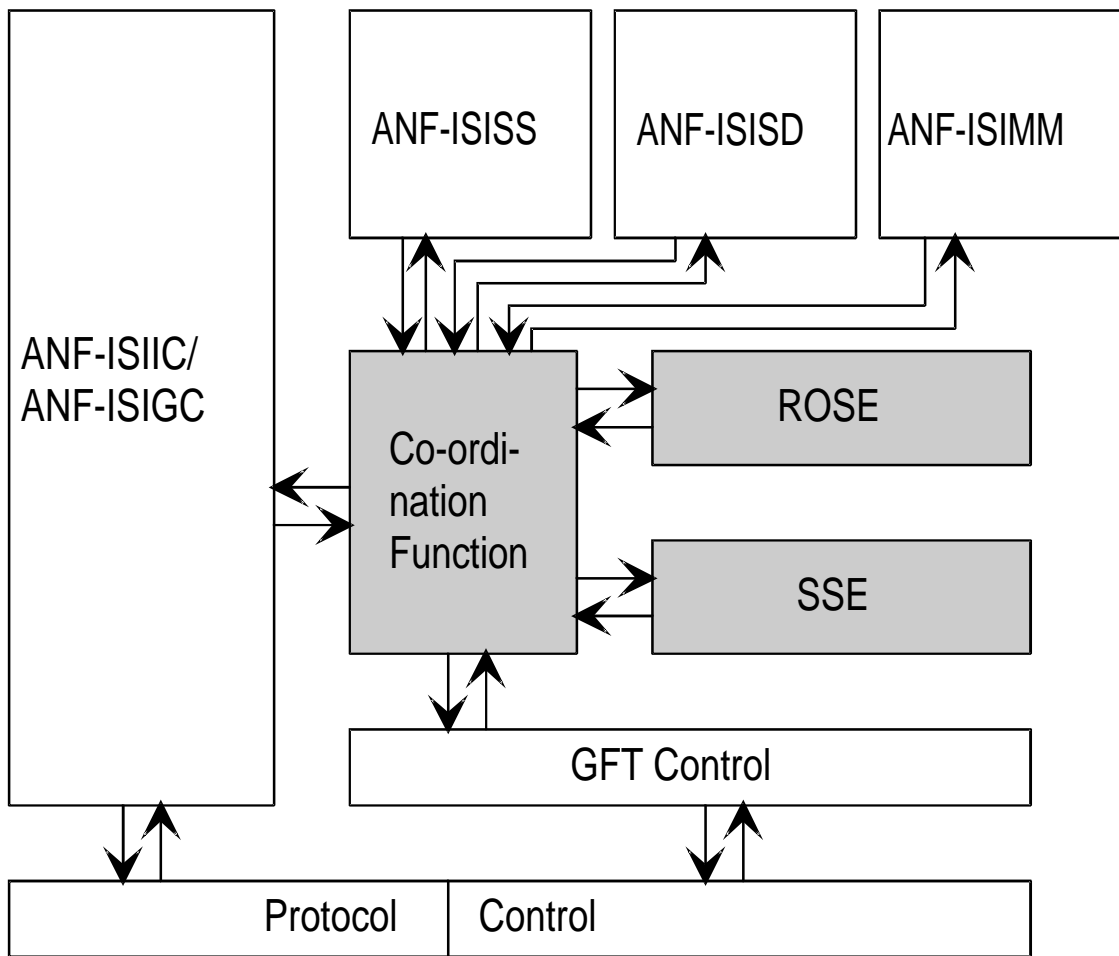 ANF-ISISS
ANF-ISISD
ANF-ISIMM
ANF-ISIIC/
ANF-ISIGC
Co-ordi-
nation
Function
ROSE
SSE
GFT Control
Protocol Control